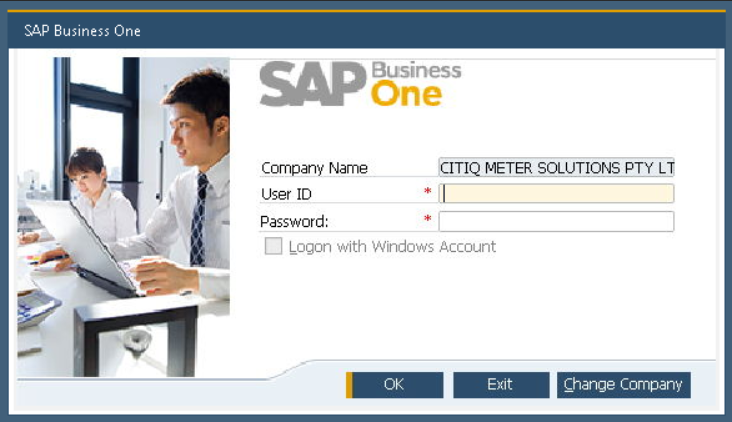 SAP Business One
SAP Business One
Company Name CITIQ METER SOLUTIONS PTY LT
User ID *
Password: *
Logon with Windows Account
OK Exit Change Company